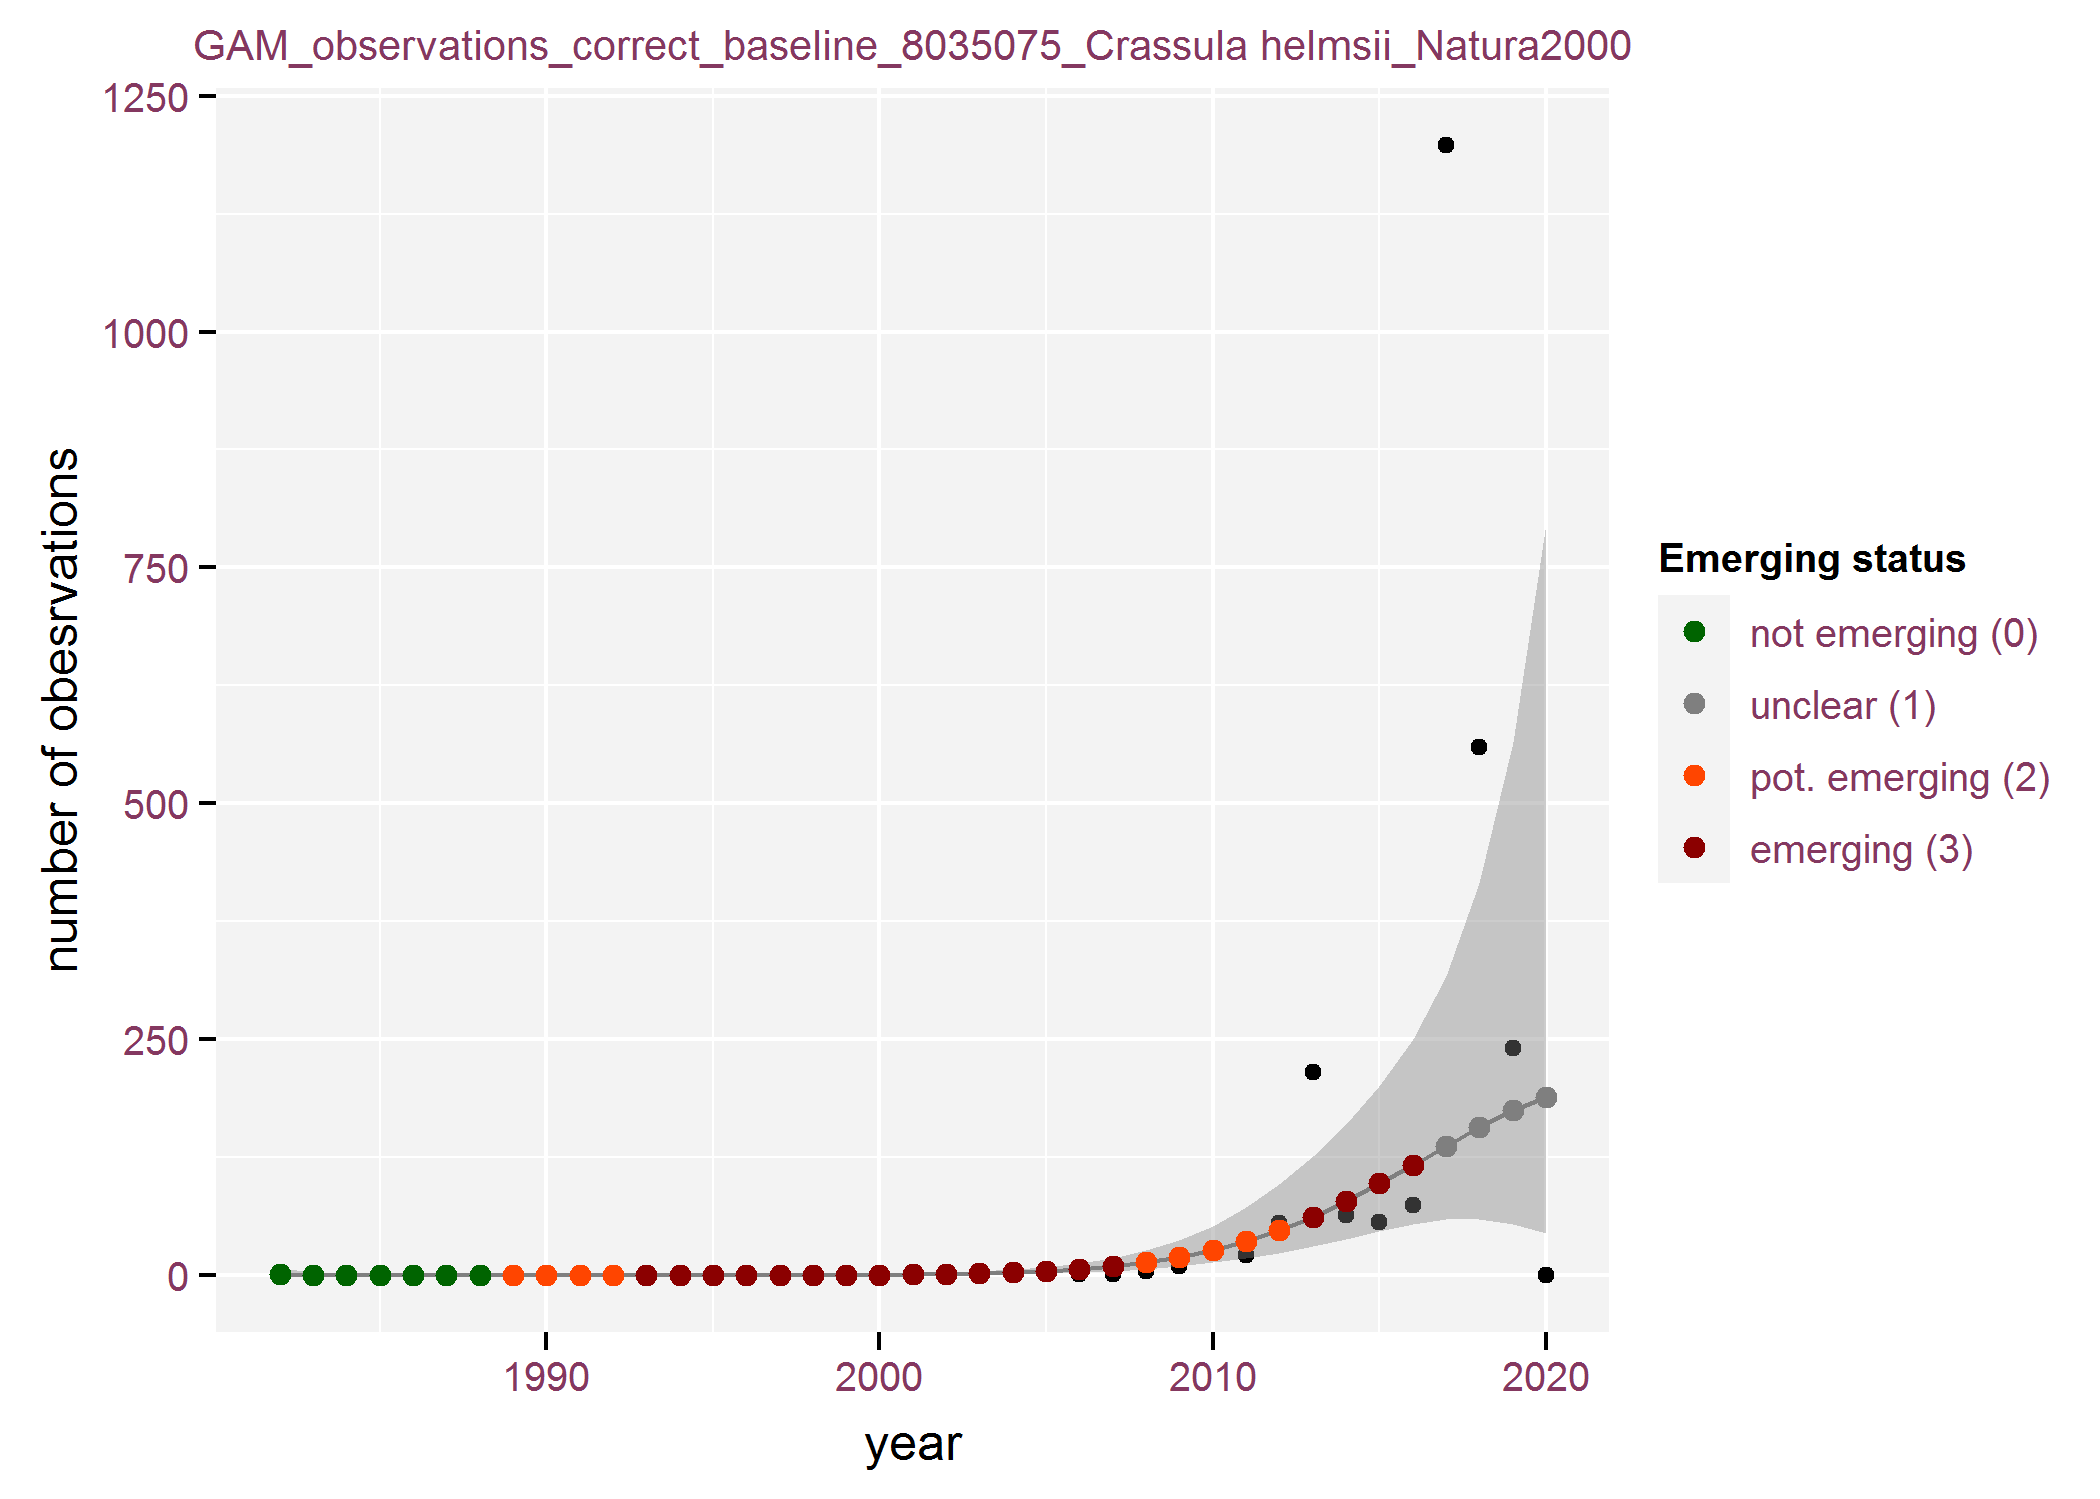 GAM_observations_correct_baseline_8035075_Crassula helmsii_Natura2000
1250
1000
750
500
250
0
number of obesrvations
1990
2000
2010
2020
year
Emerging status
not emerging (0)
unclear (1)
pot. emerging (2)
emerging (3)